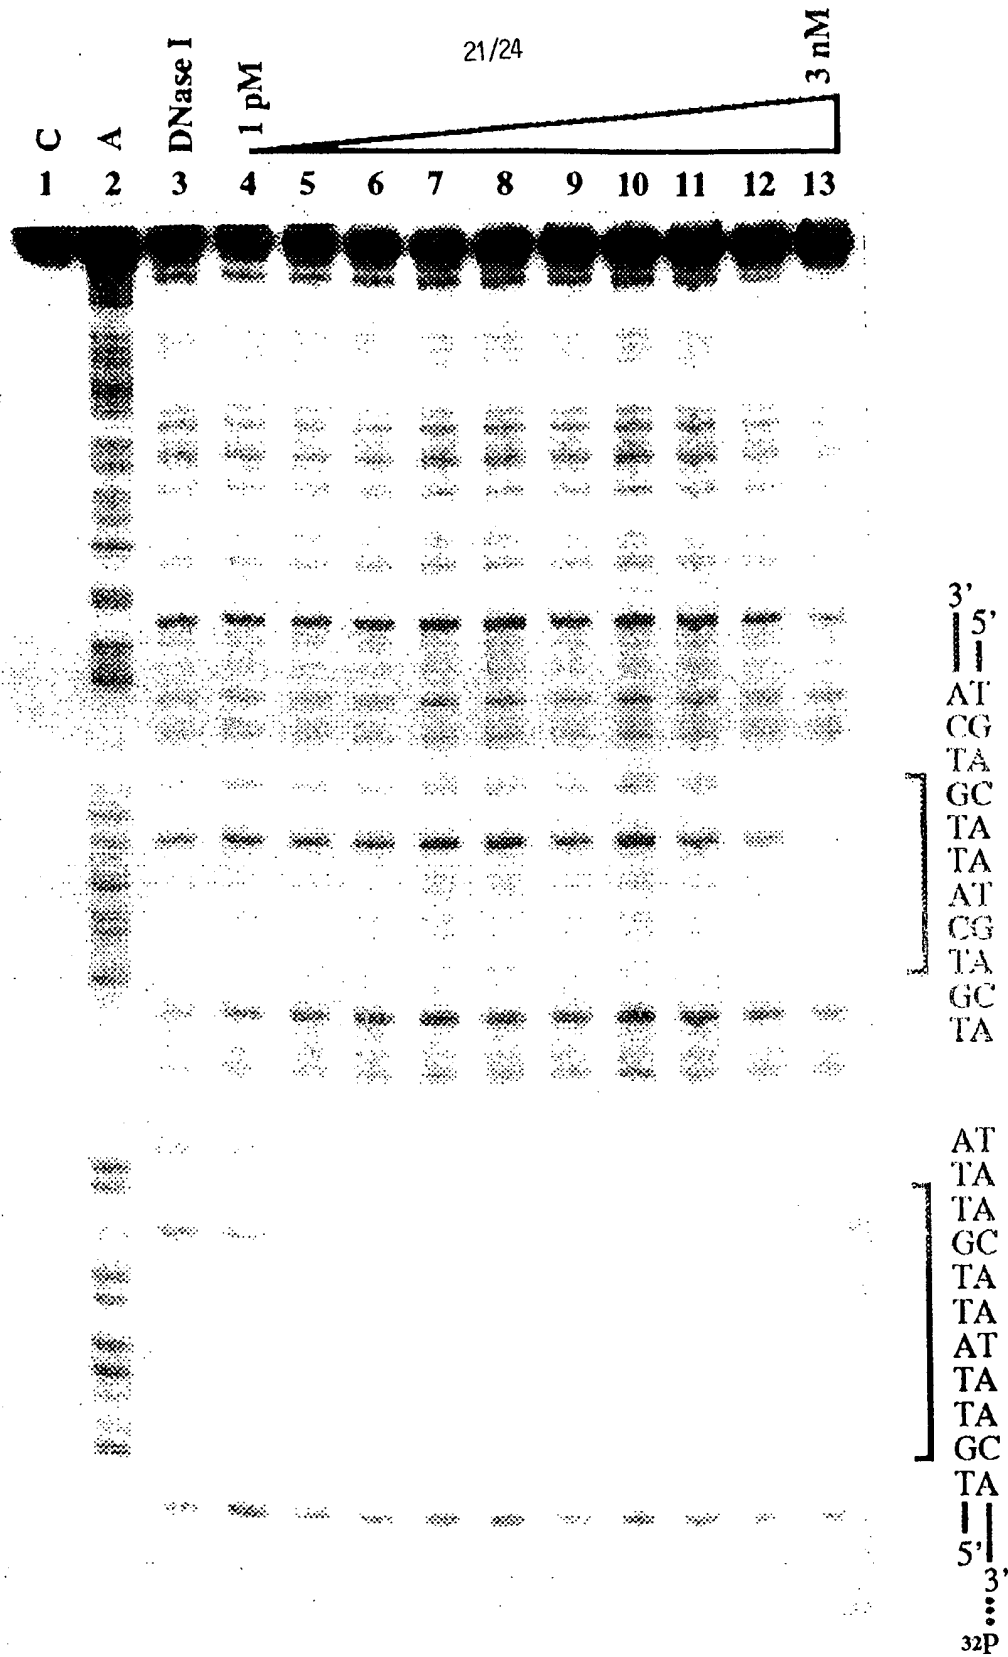 21/24
C
A
DNase I
1 pM
3 nM
1 2 3 4 5 6 7 8 9 10 11 12 13
3'
5'
AT
CG
TA
GC
TA
TA
AT
CG
TA
GC
TA
AT
TA
TA
GC
TA
TA
AT
TA
TA
GC
TA
5'
3'
32P